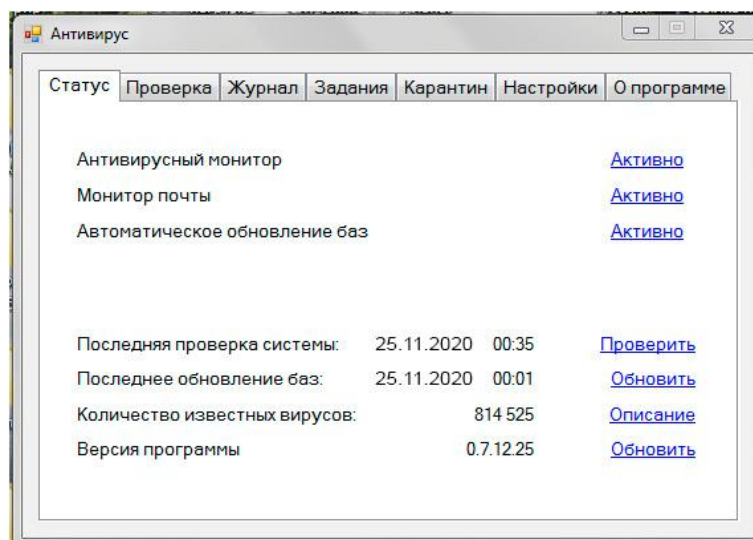 Антивирус
Статус Проверка Журнал Задания Карантин Настройки О программе
Антивирусный монитор Активно
Монитор почты Активно
Автоматическое обновление баз Активно
Последняя проверка системы: 25.11.2020 00:35 Проверить
Последнее обновление баз: 25.11.2020 00:01 Обновить
Количество известных вирусов: 814 525 Описание
Версия программы 0.7.12.25 Обновить